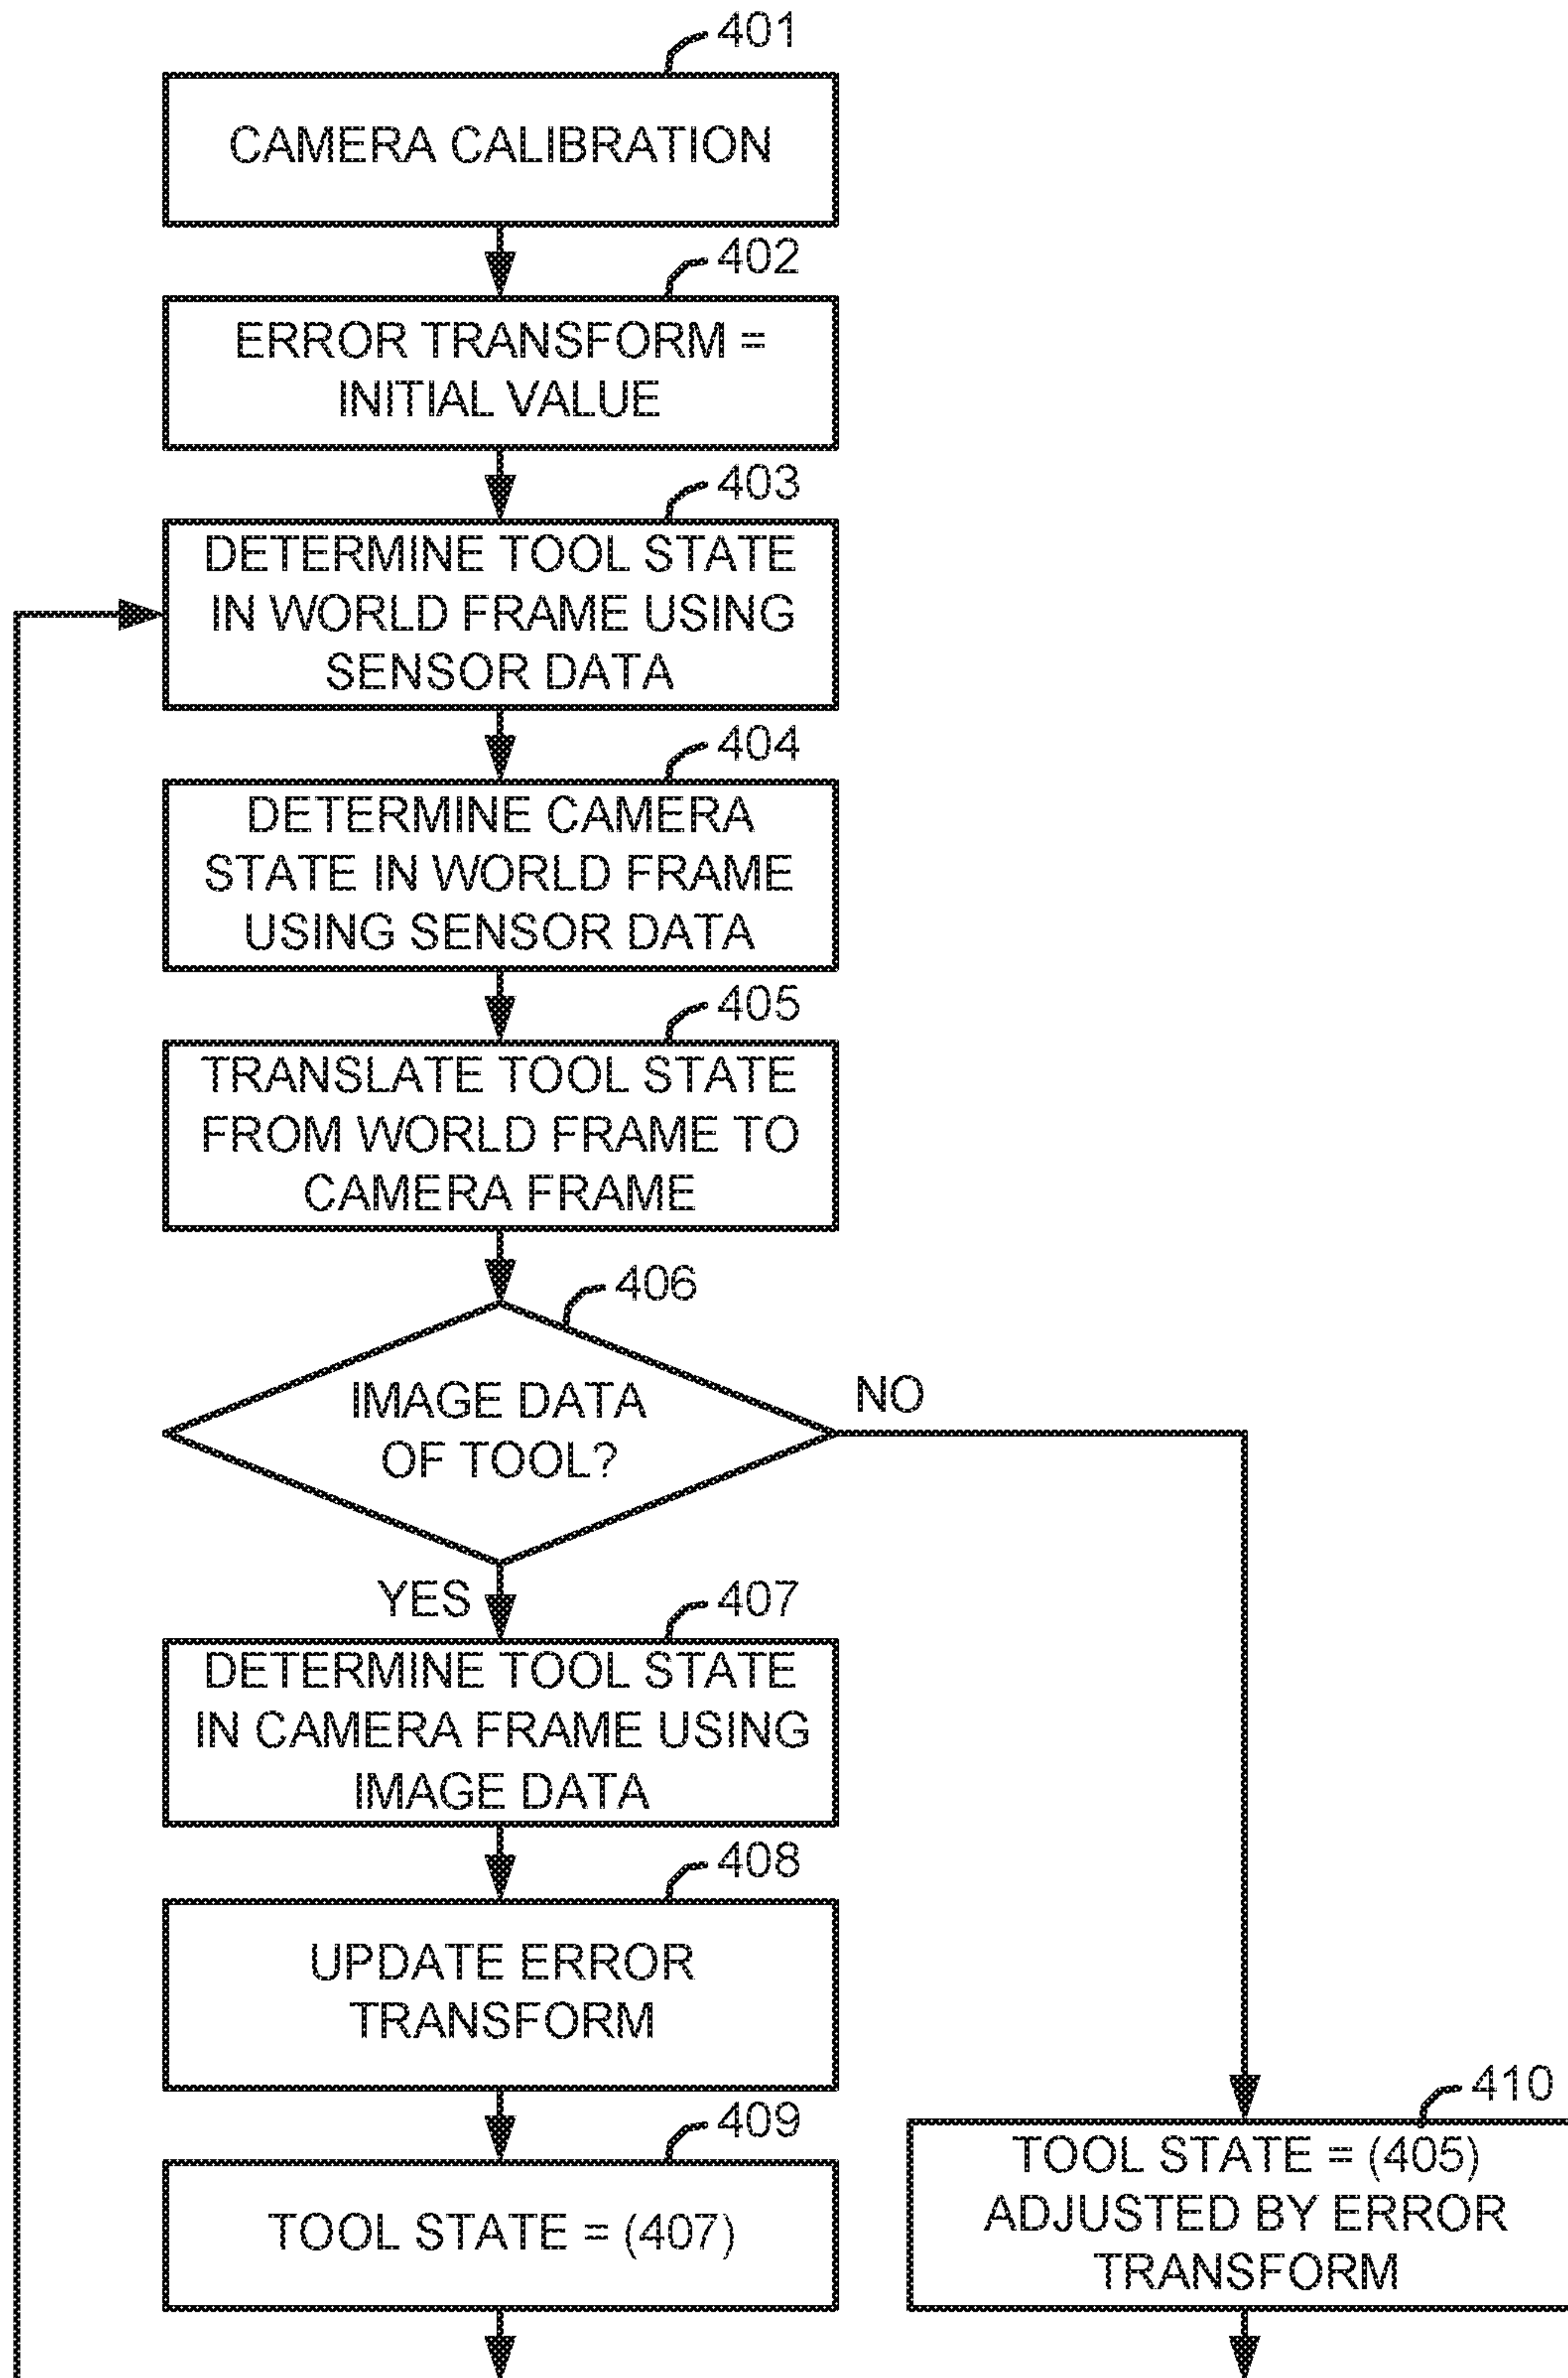 401
CAMERA CALIBRATION
402
ERROR TRANSFORM =
INITIAL VALUE
403
DETERMINE TOOL STATE
IN WORLD FRAME USING
SENSOR DATA
404
DETERMINE CAMERA
STATE IN WORLD FRAME
USING SENSOR DATA
405
TRANSLATE TOOL STATE
FROM WORLD FRAME TO
CAMERA FRAME
406
IMAGE DATA
OF TOOL?
NO
YES
407
DETERMINE TOOL STATE
IN CAMERA FRAME USING
IMAGE DATA
408
UPDATE ERROR
TRANSFORM
409
TOOL STATE = (407)
410
TOOL STATE = (405)
ADJUSTED BY ERROR
TRANSFORM